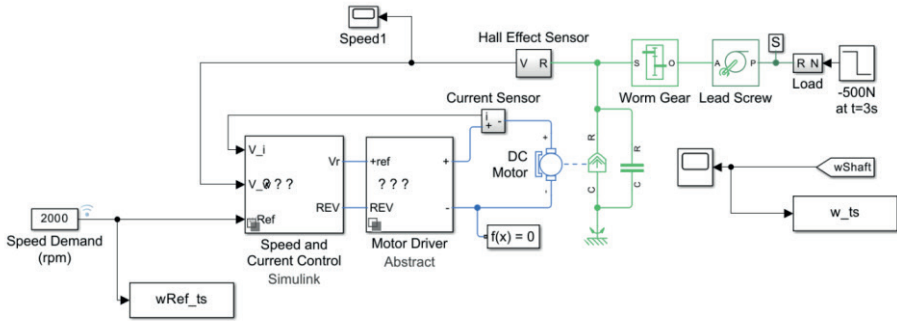 Speed1
Hall Effect Sensor
V R
S O
Worm Gear
A P
Lead Screw
S
R N
Load
-500N
at t=3s
Current Sensor
i
+ -
V_i
V_
? ? ?
Ref
Vr
REV
Speed and
Current Control
Simulink
+ref
? ? ?
REV
+
-
Motor Driver
Abstract
DC
Motor
+
-
R
C
R
C
f(x) = 0
2000
Speed Demand
(rpm)
wRef_ts
wShaft
w_ts